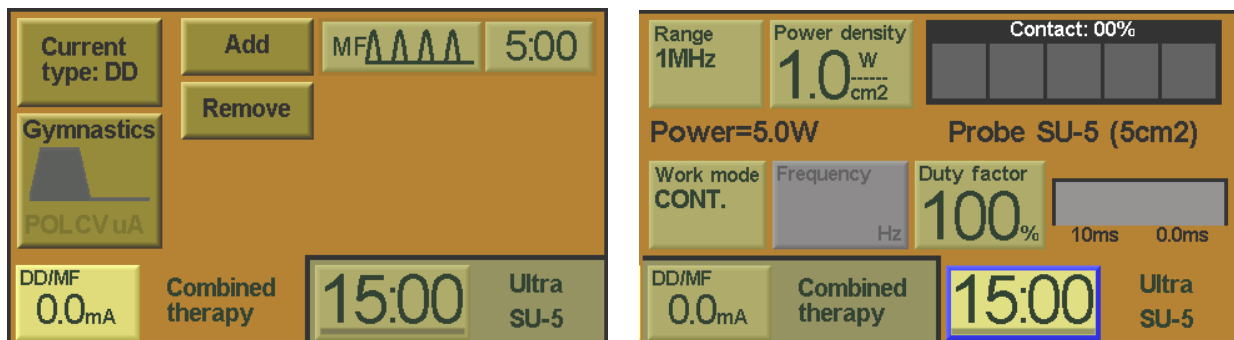 Current
type: DD
Add
MF
5:00
Remove
Gymnastics
POL CV uA
DD/MF
0.0mA
Combined
therapy
15:00
Ultra
SU-5
Range
1MHz
Power density
1.0 W
cm2
Contact: 00%
Power=5.0W
Probe SU-5 (5cm2)
Work mode
CONT.
Frequency
Hz
Duty factor
100%
10ms 0.0ms
DD/MF
0.0mA
Combined
therapy
15:00
Ultra
SU-5